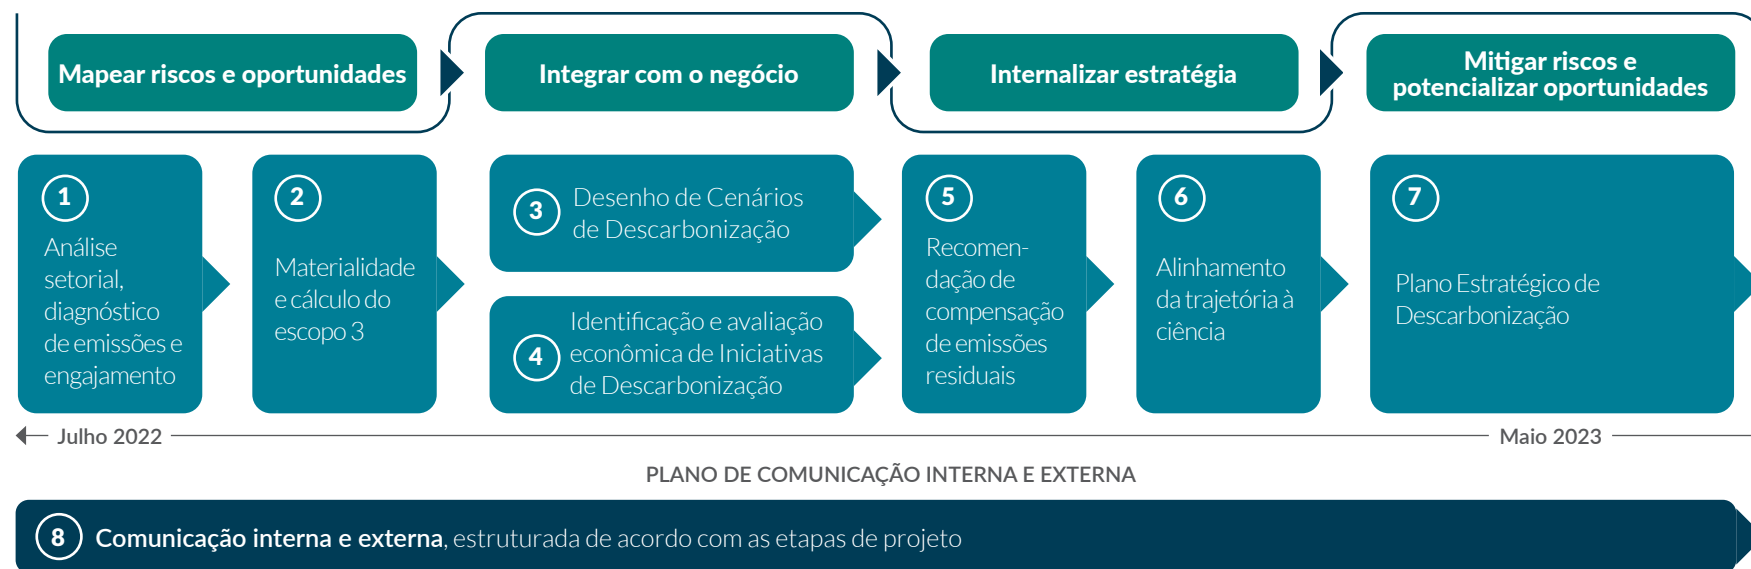 Mapear riscos e oportunidades
Integrar com o negócio
Internalizar estratégia
Mitigar riscos e
potencializar oportunidades
1
Análise
setorial,
diagnóstico
de emissões e
engajamento
2
Materialidade
e cálculo do
escopo 3
3
Desenho de Cenários
de Descarbonização
4
Identificação e avaliação
econômica de Iniciativas
de Descarbonização
5
Recomen-
dação de
compensação
de emissões
residuais
6
Alinhamento
da trajetória à
ciência
7
Plano Estratégico de
Descarbonização
Julho 2022
Maio 2023
PLANO DE COMUNICAÇÃO INTERNA E EXTERNA
8 Comunicação interna e externa, estruturada de acordo com as etapas de projeto